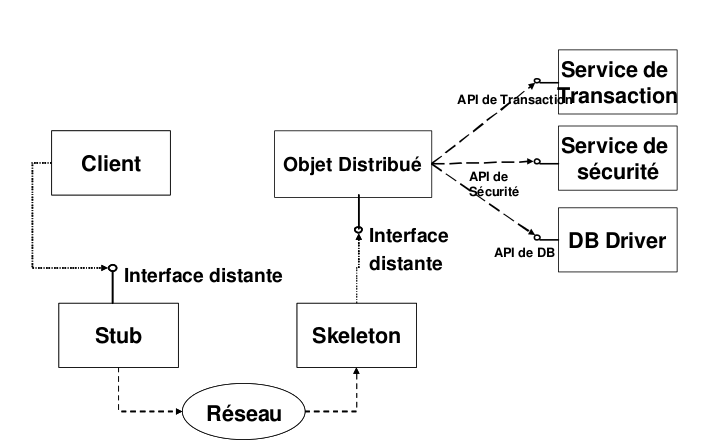 Service de
Transaction
API de Transaction
Client
Objet Distribué
Service de
sécurité
API de
Sécurité
DB Driver
API de DB
Interface
distante
Interface distante
Stub
Skeleton
Réseau